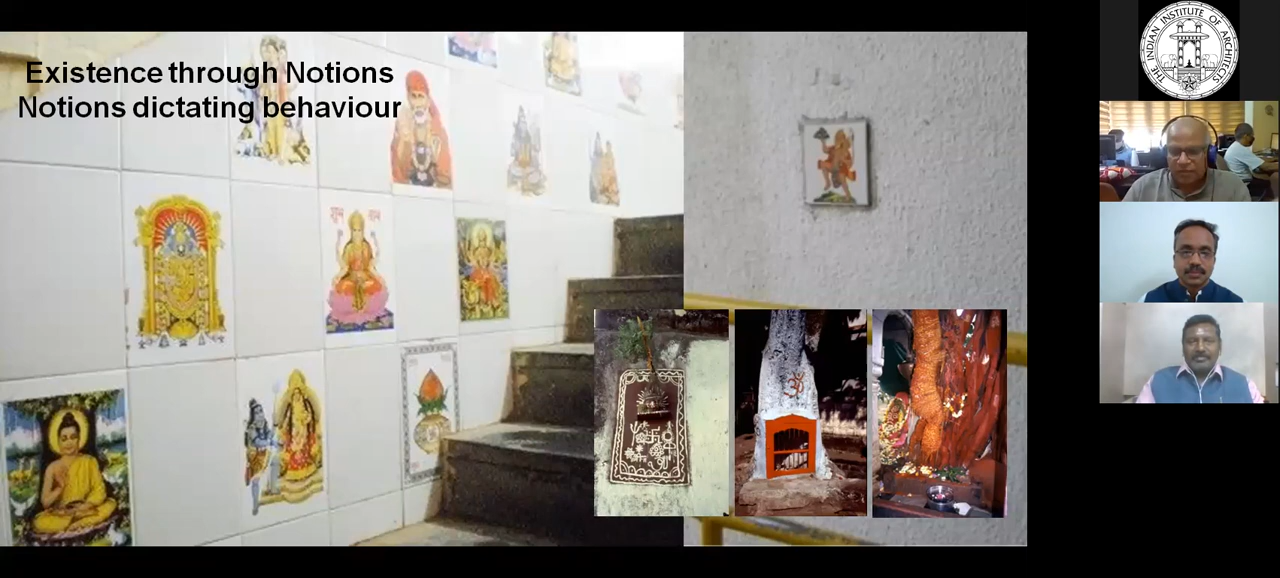 Existence through Notions
Notions dictating behaviour
शुभ लाभ
ॐ
THE INDIAN INSTITUTE OF ARCHITECTS